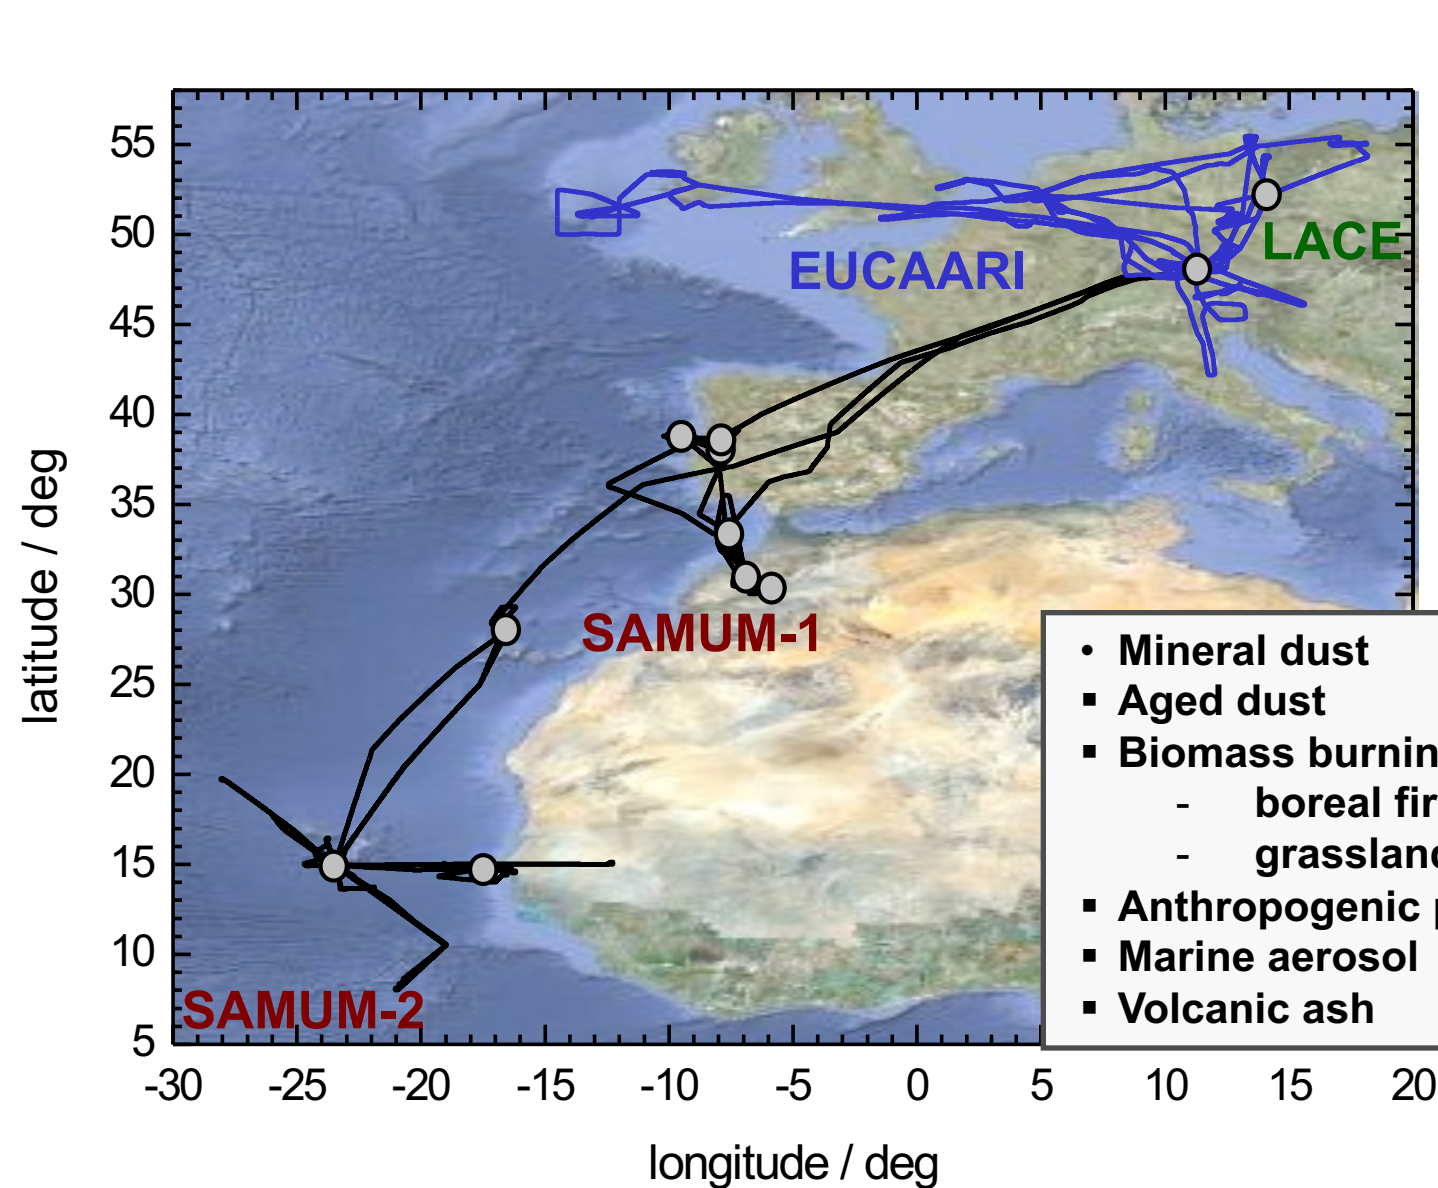 55
50
45
40
35
30
25
20
15
10
5
latitude / deg
EUCAARI
LACE
SAMUM-1
SAMUM-2
• Mineral dust
▪ Aged dust
▪ Biomass burnin
- boreal fir
- grassland
▪ Anthropogenic p
▪ Marine aerosol
▪ Volcanic ash
-30 -25 -20 -15 -10 -5 0 5 10 15 20
longitude / deg